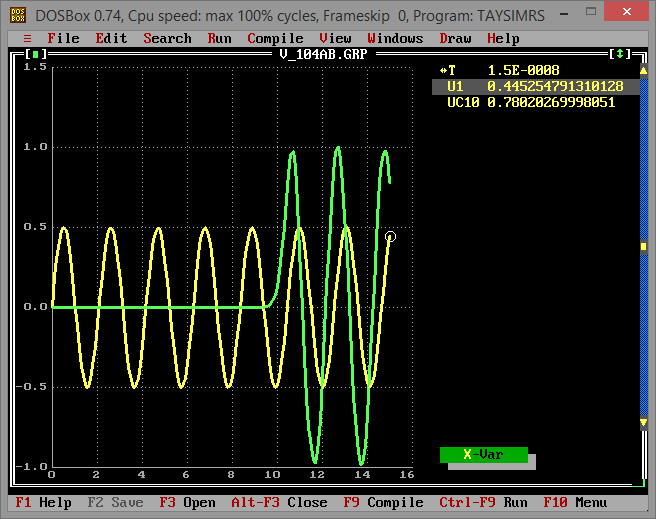 DOSBox 0.74, Cpu speed: max 100% cycles, Frameskip 0, Program: TAYSIMRS
≡ File Edit Search Run Compile View Windows Draw Help
V_104AB.GRP
1.5
1.0
0.5
0.0
-0.5
-1.0
0 2 4 6 8 10 12 14 16
↔T 1.5E-0008
U1 0.445254791310128
UC10 0.78020269998051
X-Var
F1 Help F2 Save F3 Open Alt-F3 Close F9 Compile Ctrl-F9 Run F10 Menu